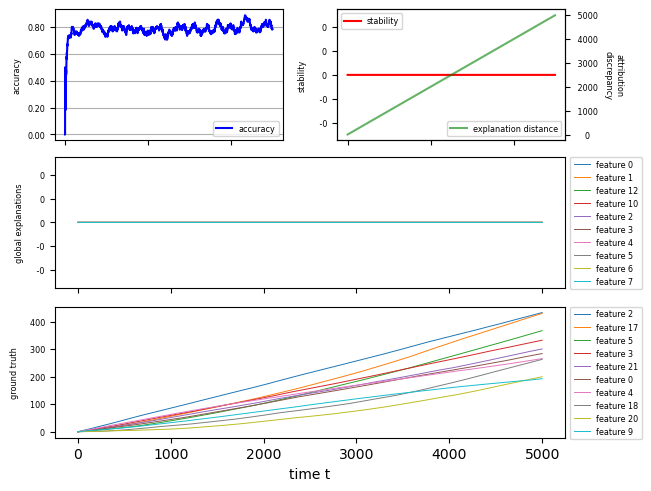 accuracy
0.80
0.60
0.40
0.20
0.00
accuracy
stability
0
0
0
-0
-0
stability
explanation distance
5000
4000
3000
2000
1000
0
attribution
discrepancy
global explanations
0
0
0
-0
-0
feature 0
feature 1
feature 12
feature 10
feature 2
feature 3
feature 4
feature 5
feature 6
feature 7
ground truth
400
300
200
100
0
0 1000 2000 3000 4000 5000
time t
feature 2
feature 17
feature 5
feature 3
feature 21
feature 0
feature 4
feature 18
feature 20
feature 9